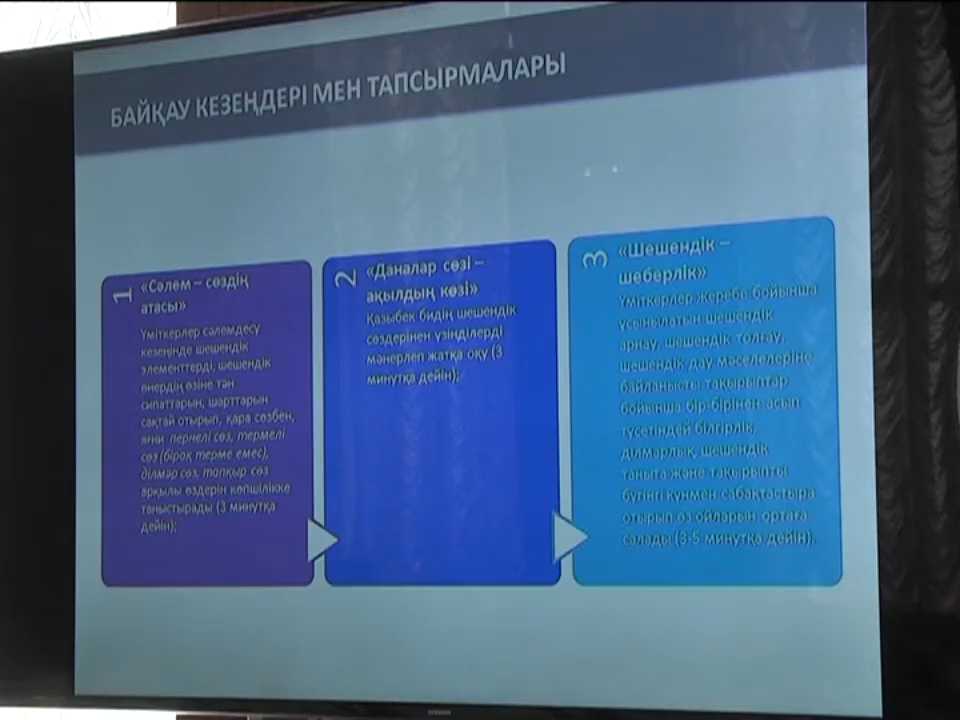 БАЙҚАУ КЕЗЕҢДЕРІ МЕН ТАПСЫРМАЛАРЫ
1
«Сәлем – сөздің
атасы»
Үміткерлер сәлемдесу
кезеңінде шешендік
элементтерді, шешендік
өнердің өзіне тән
сипаттарын, шарттарын
сақтай отырып, қара сөзбен,
яғни пернелі сөз, термелі
сөз (бірақ терме емес),
ділмәр сөз, тапқыр сөз
арқылы өздерін көпшілікке
таныстырады (3 минутқа
дейін);
2
«Даналар сөзі –
ақылдың көзі»
Қазыбек бидің шешендік
сөздерінен үзінділерді
мәнерлеп жатқа оқу (3
минутқа дейін);
3
«Шешендік –
шеберлік»
Үміткерлер жеребе бойынша
ұсынылатын шешендік
арнау, шешендік толғау,
шешендік дау мәселелеріне
байланысты тақырыптар
бойынша бір-бірінен асып
түсетіндей білгірлік,
ділмарлық, шешендік
таныта және тақырыпты
бүгінгі күнмен сабақтастыра
отырып өз ойларын ортаға
салады (3-5 минутқа дейін).
SAMSUNG